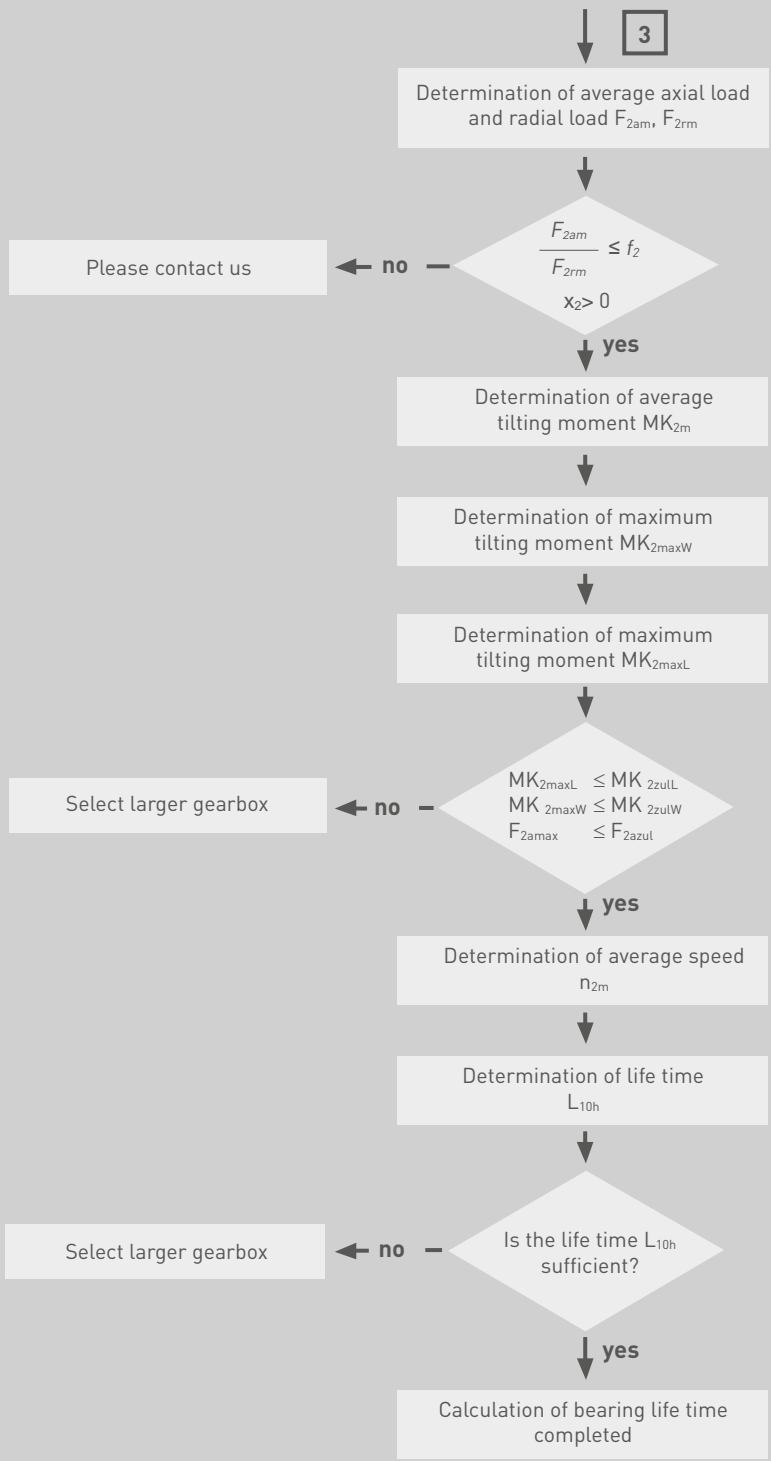 3
Determination of average axial load
and radial load F₂ₐₘ, F₂ᵣₘ
F₂ₐₘ
≤ f₂
F₂ᵣₘ
x₂> 0
no
Please contact us
yes
Determination of average
tilting moment MK₂ₘ
Determination of maximum
tilting moment MK2maxW
Determination of maximum
tilting moment MK2maxL
MK2maxL ≤ MK 2zulL
MK 2maxW ≤ MK 2zulW
F2amax ≤ F2azul
no
Select larger gearbox
yes
Determination of average speed
n₂ₘ
Determination of life time
L10h
Is the life time L10h
sufficient?
no
Select larger gearbox
yes
Calculation of bearing life time
completed